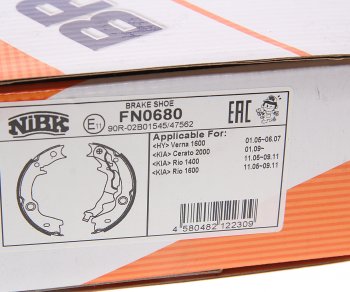 BRA
NiBK
BRAKE SHOE
FN0680
E11
90R-02B01545/47562
EAC
Applicable For:
<HY> Verna 1600 01.06-06.07
<KIA> Cerato 2000 01.09-
<KIA> Rio 1400 11.05-09.11
<KIA> Rio 1600 11.05-09.11
4 580482 122309